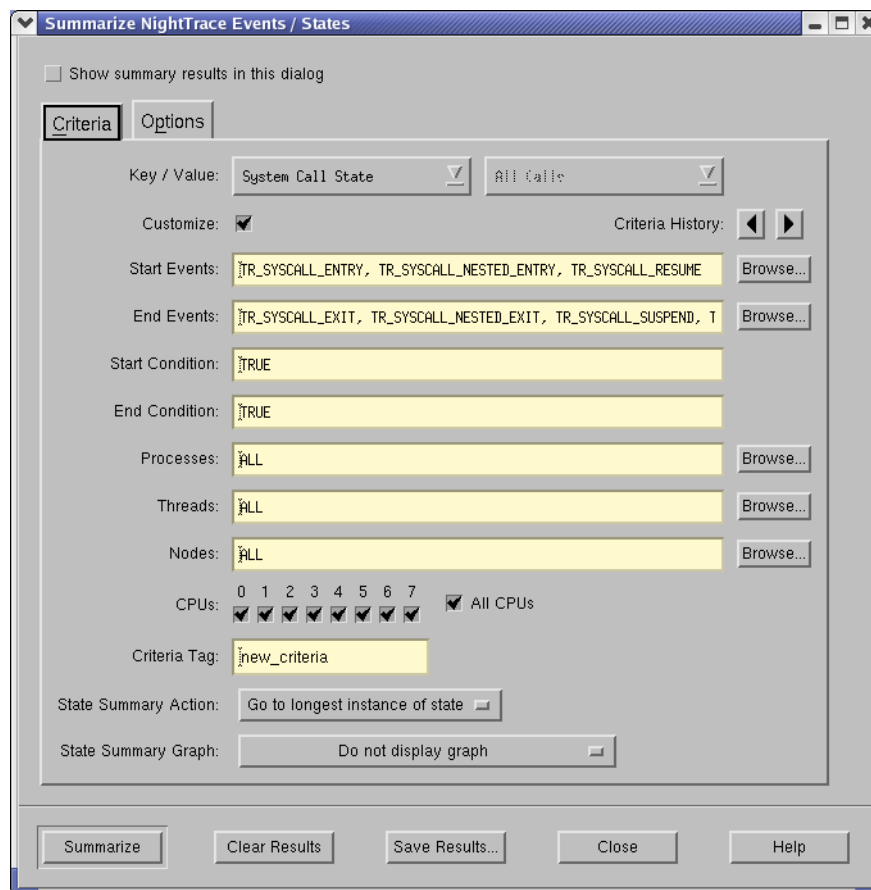 Summarize NightTrace Events / States
Show summary results in this dialog
Criteria Options
Key / Value: System Call State All Calls
Customize: Criteria History:
Start Events: TR_SYSCALL_ENTRY, TR_SYSCALL_NESTED_ENTRY, TR_SYSCALL_RESUME Browse...
End Events: TR_SYSCALL_EXIT, TR_SYSCALL_NESTED_EXIT, TR_SYSCALL_SUSPEND, T Browse...
Start Condition: TRUE
End Condition: TRUE
Processes: ALL Browse...
Threads: ALL Browse...
Nodes: ALL Browse...
0 1 2 3 4 5 6 7
CPUs: All CPUs
Criteria Tag: new_criteria
State Summary Action: Go to longest instance of state
State Summary Graph: Do not display graph
Summarize Clear Results Save Results... Close Help